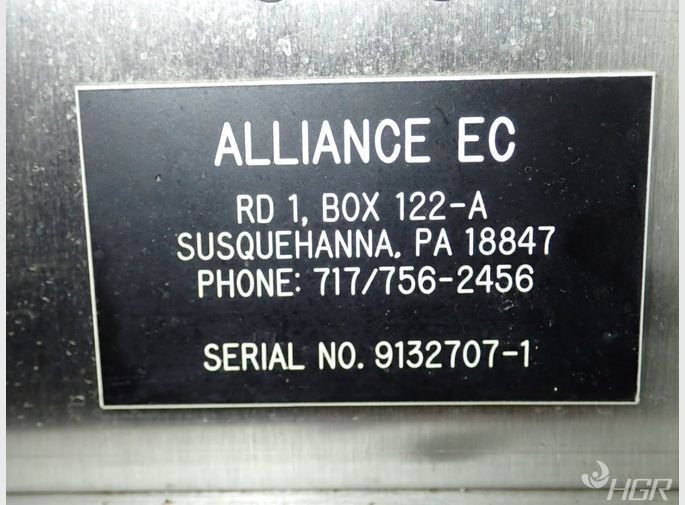 ALLIANCE EC
RD 1, BOX 122-A
SUSQUEHANNA, PA 18847
PHONE: 717/756-2456
SERIAL NO. 9132707-1
HGR